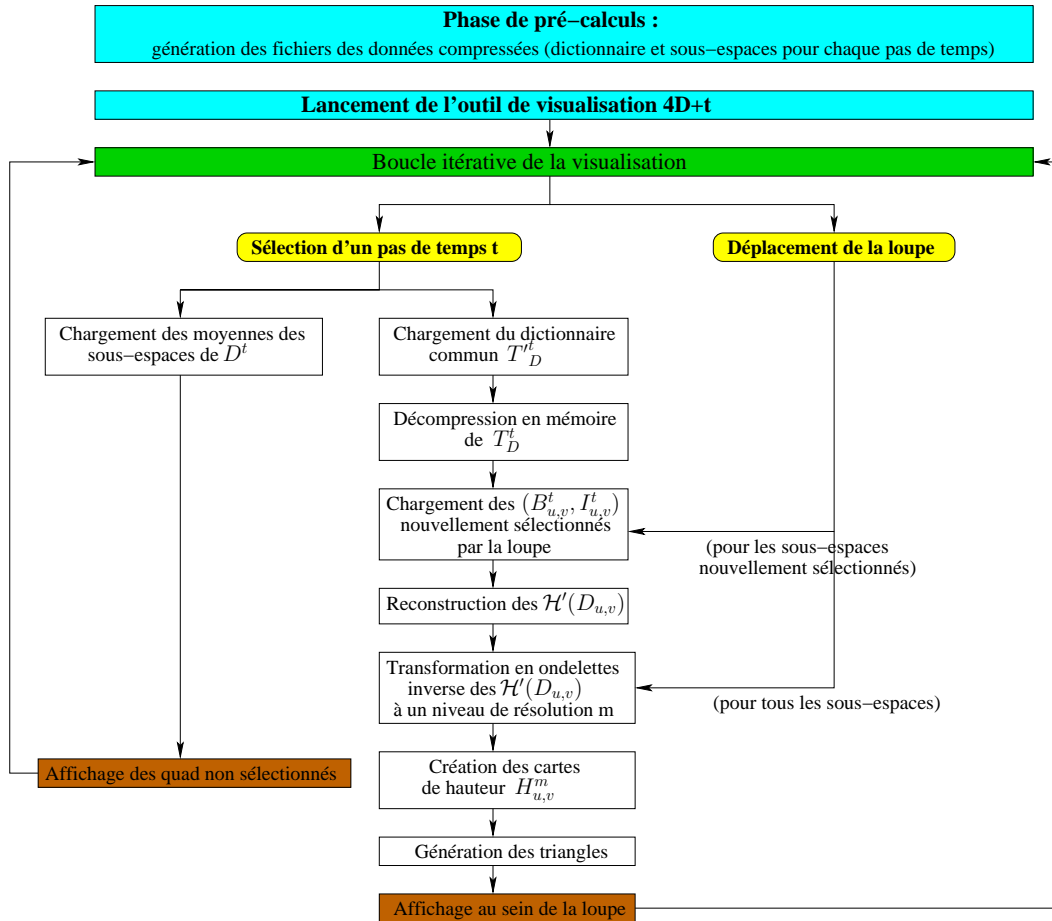 Phase de pré−calculs :
génération des fichiers des données compressées (dictionnaire et sous−espaces pour chaque pas de temps)
Lancement de l'outil de visualisation 4D+t
Boucle itérative de la visualisation
Sélection d'un pas de temps t
Déplacement de la loupe
Chargement des moyennes des
sous−espaces de $D^t$
Chargement du dictionnaire
commun $T'^t_D$
Décompression en mémoire
de $T^t_D$
Chargement des $(B^t_{u,v}, I^t_{u,v})$
nouvellement sélectionnés
par la loupe
(pour les sous−espaces
nouvellement sélectionnés)
Reconstruction des $\mathcal{H}'(D_{u,v})$
Transformation en ondelettes
inverse des $\mathcal{H}'(D_{u,v})$
à un niveau de résolution m
(pour tous les sous−espaces)
Affichage des quad non sélectionnés
Création des cartes
de hauteur $H^m_{u,v}$
Génération des triangles
Affichage au sein de la loupe